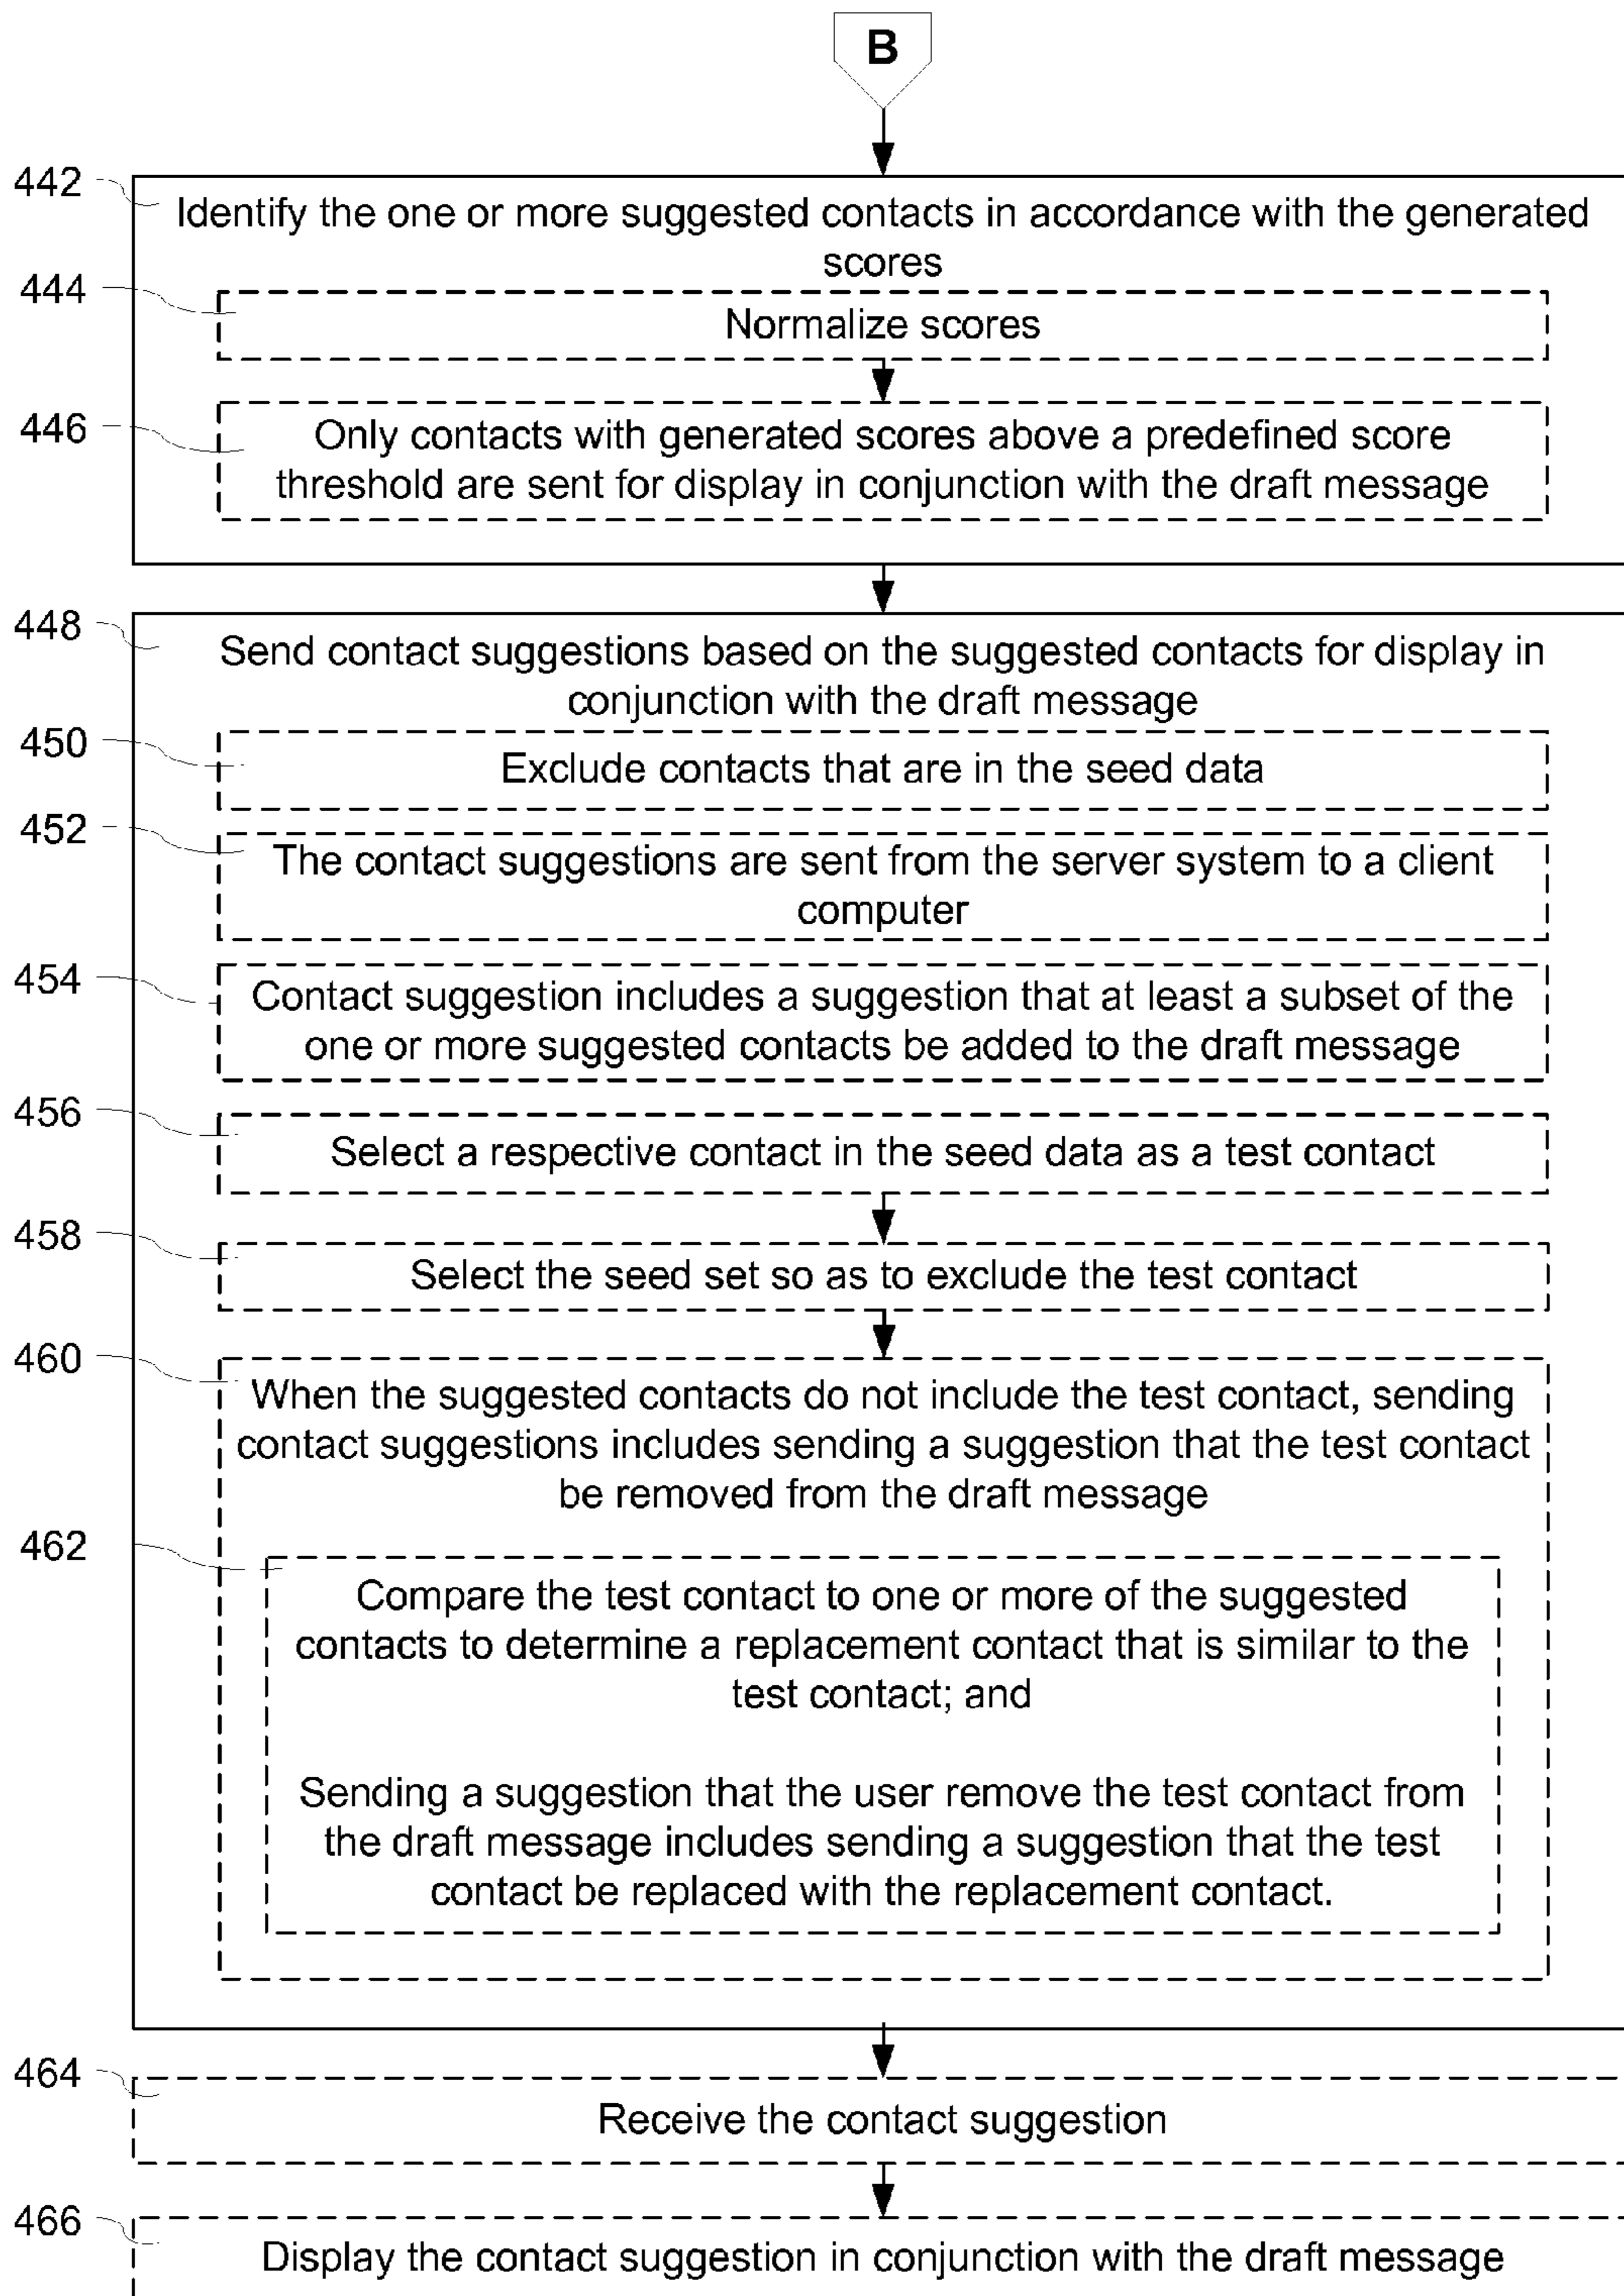 B
442
Identify the one or more suggested contacts in accordance with the generated
scores
444
Normalize scores
446
Only contacts with generated scores above a predefined score
threshold are sent for display in conjunction with the draft message
448
Send contact suggestions based on the suggested contacts for display in
conjunction with the draft message
450
Exclude contacts that are in the seed data
452
The contact suggestions are sent from the server system to a client
computer
454
Contact suggestion includes a suggestion that at least a subset of the
one or more suggested contacts be added to the draft message
456
Select a respective contact in the seed data as a test contact
458
Select the seed set so as to exclude the test contact
460
When the suggested contacts do not include the test contact, sending
contact suggestions includes sending a suggestion that the test contact
be removed from the draft message
462
Compare the test contact to one or more of the suggested
contacts to determine a replacement contact that is similar to the
test contact; and
Sending a suggestion that the user remove the test contact from
the draft message includes sending a suggestion that the test
contact be replaced with the replacement contact.
464
Receive the contact suggestion
466
Display the contact suggestion in conjunction with the draft message